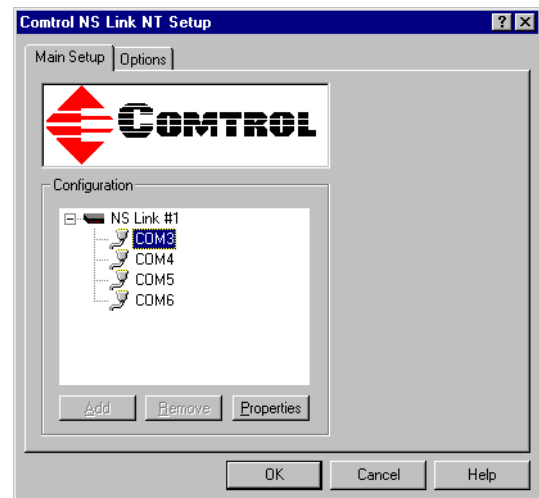 Comtrol NS Link NT Setup
Main Setup
Options
COMTROL
Configuration
NS Link #1
COM3
COM4
COM5
COM6
Add
Remove
Properties
OK
Cancel
Help